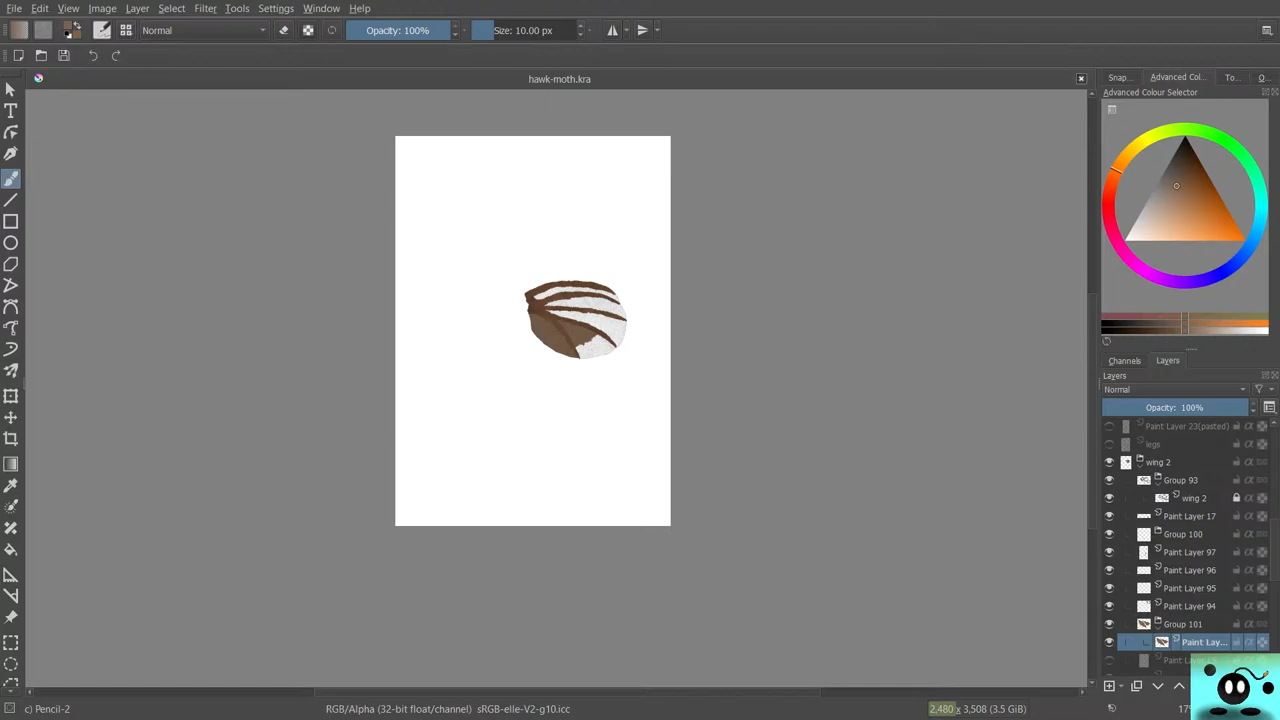 File Edit View Image Layer Select Filter Tools Settings Window Help
Normal Opacity: 100% Size: 10.00 px
hawk-moth.kra
Snap... Advanced Col... To... O...
Advanced Colour Selector
Channels Layers
Layers
Normal
Opacity: 100%
Paint Layer 23(pasted)
legs
wing 2
Group 93
wing 2
Paint Layer 17
Group 100
Paint Layer 97
Paint Layer 96
Paint Layer 95
Paint Layer 94
Group 101
Paint Lay...
c) Pencil-2 RGB/Alpha (32-bit float/channel) sRGB-elle-V2-g10.icc 2,480 x 3,508 (3.5 GiB)